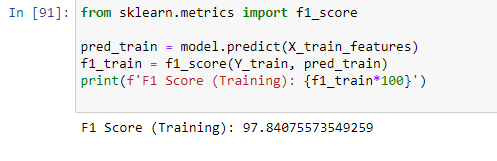 In [91]: from sklearn.metrics import f1_score
pred_train = model.predict(X_train_features)
f1_train = f1_score(Y_train, pred_train)
print(f'F1 Score (Training): {f1_train*100}')
F1 Score (Training): 97.84075573549259